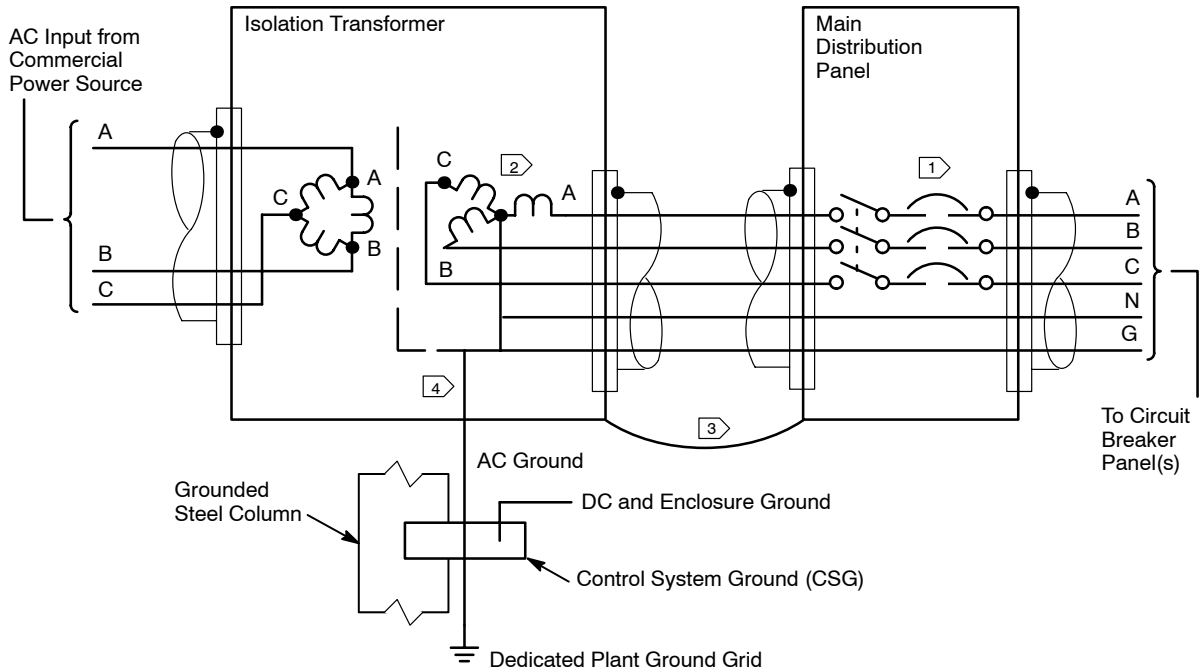 Isolation Transformer
Main
Distribution
Panel
AC Input from
Commercial
Power Source
A
B
C
A
C
B
C
2
A
B
1
A
B
C
N
G
4
3
To Circuit
Breaker
Panel(s)
AC Ground
Grounded
Steel Column
DC and Enclosure Ground
Control System Ground (CSG)
Dedicated Plant Ground Grid